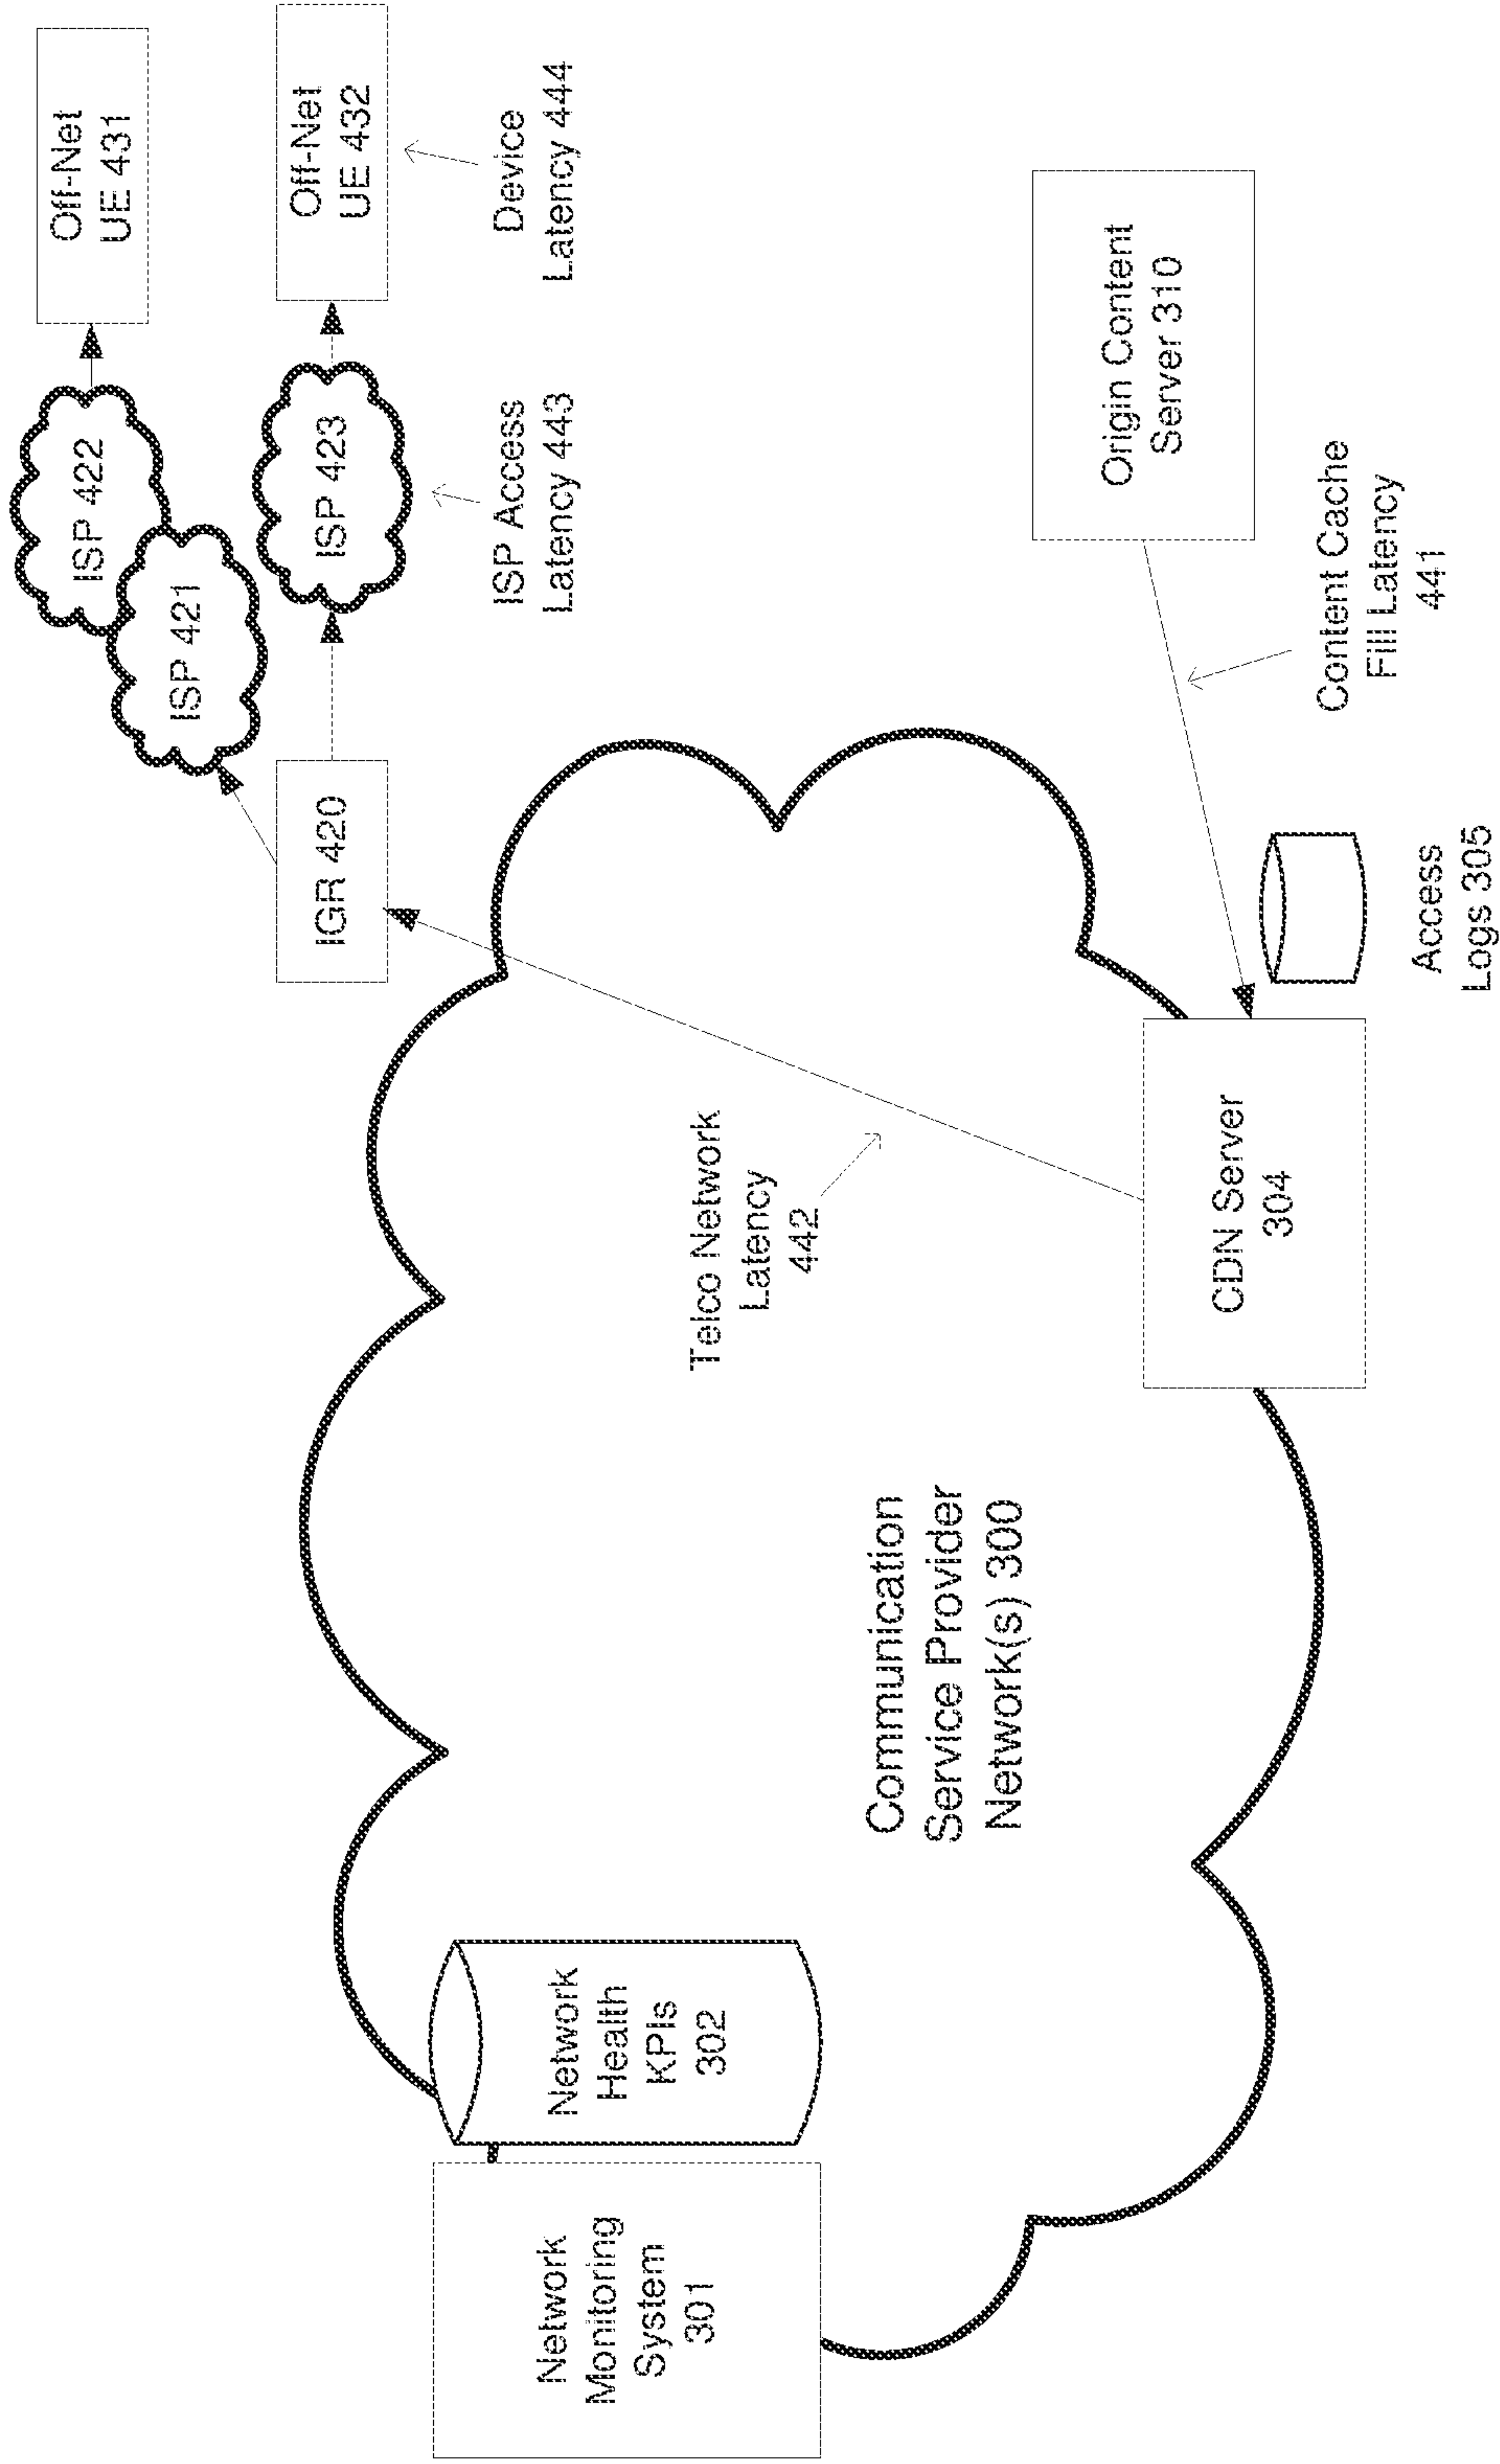 Off-Net
UE 431
Off-Net
UE 432
ISP 422
ISP 421
ISP 423
Device
Latency 444
ISP Access
Latency 443
IGR 420
Network
Monitoring
System
301
Network
Health
KPIs
302
Telco Network
Latency
442
Communication
Service Provider
Network(s) 300
Origin Content
Server 310
CDN Server
304
Content Cache
Fill Latency
441
Access
Logs 305